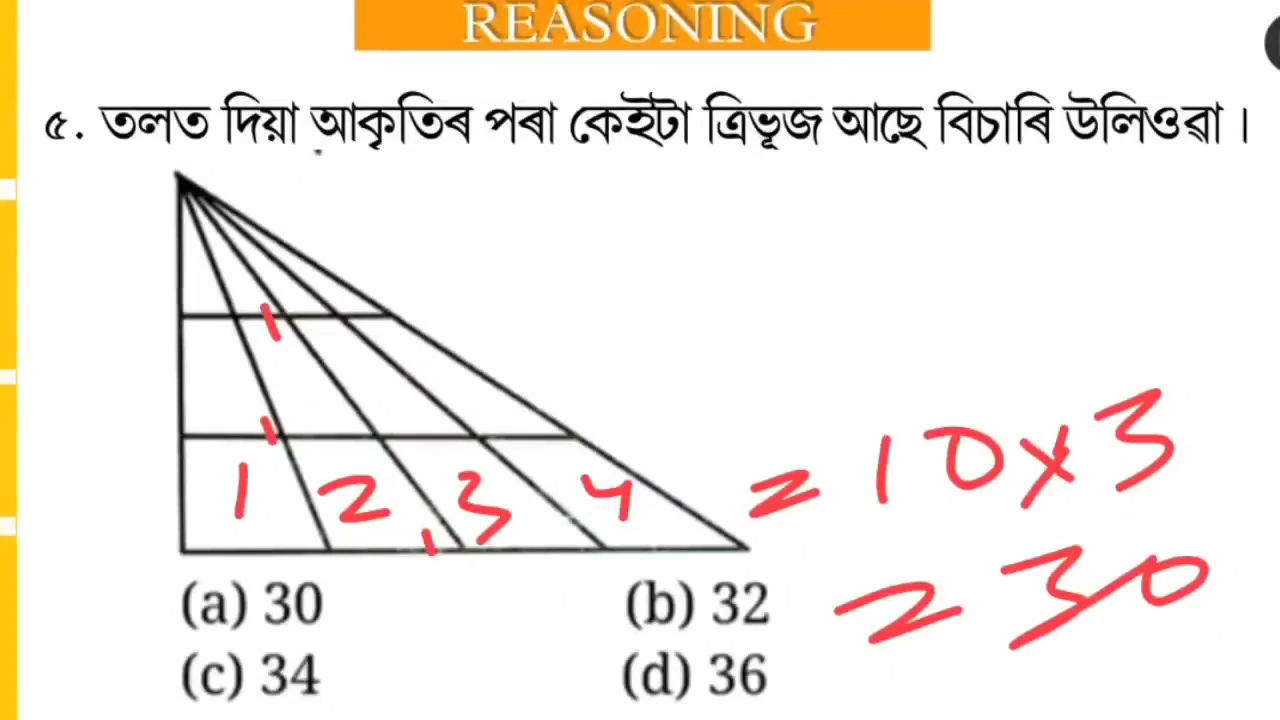 REASONING
৫. তলত দিয়া আকৃতিৰ পৰা কেইটা ত্ৰিভূজ আছে বিচাৰি উলিওৱা ।
1 2 3 4 = 10 x 3
= 30
(a) 30 (b) 32
(c) 34 (d) 36